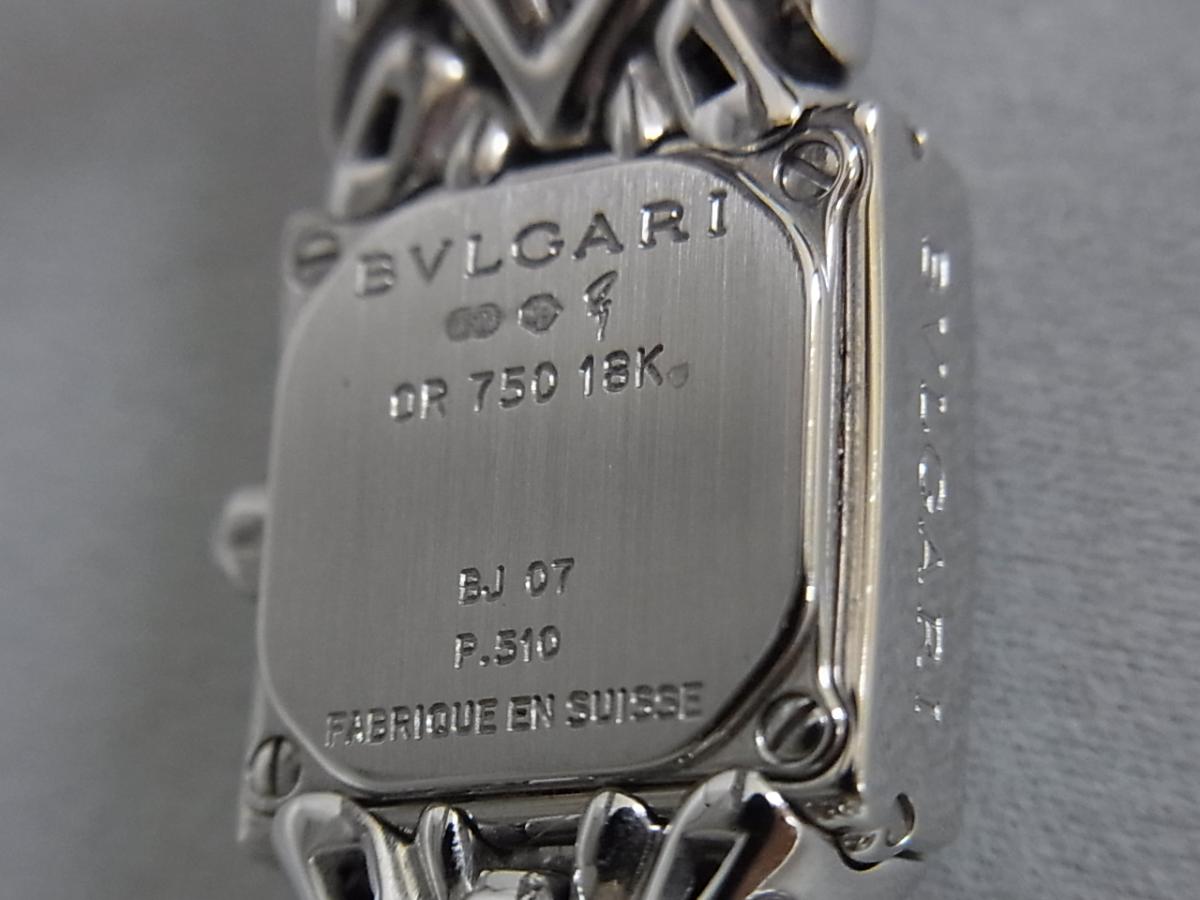 BVLGARI
OR 750 18K
BJ 07
P.510
FABRIQUE EN SUISSE
BVLGARI